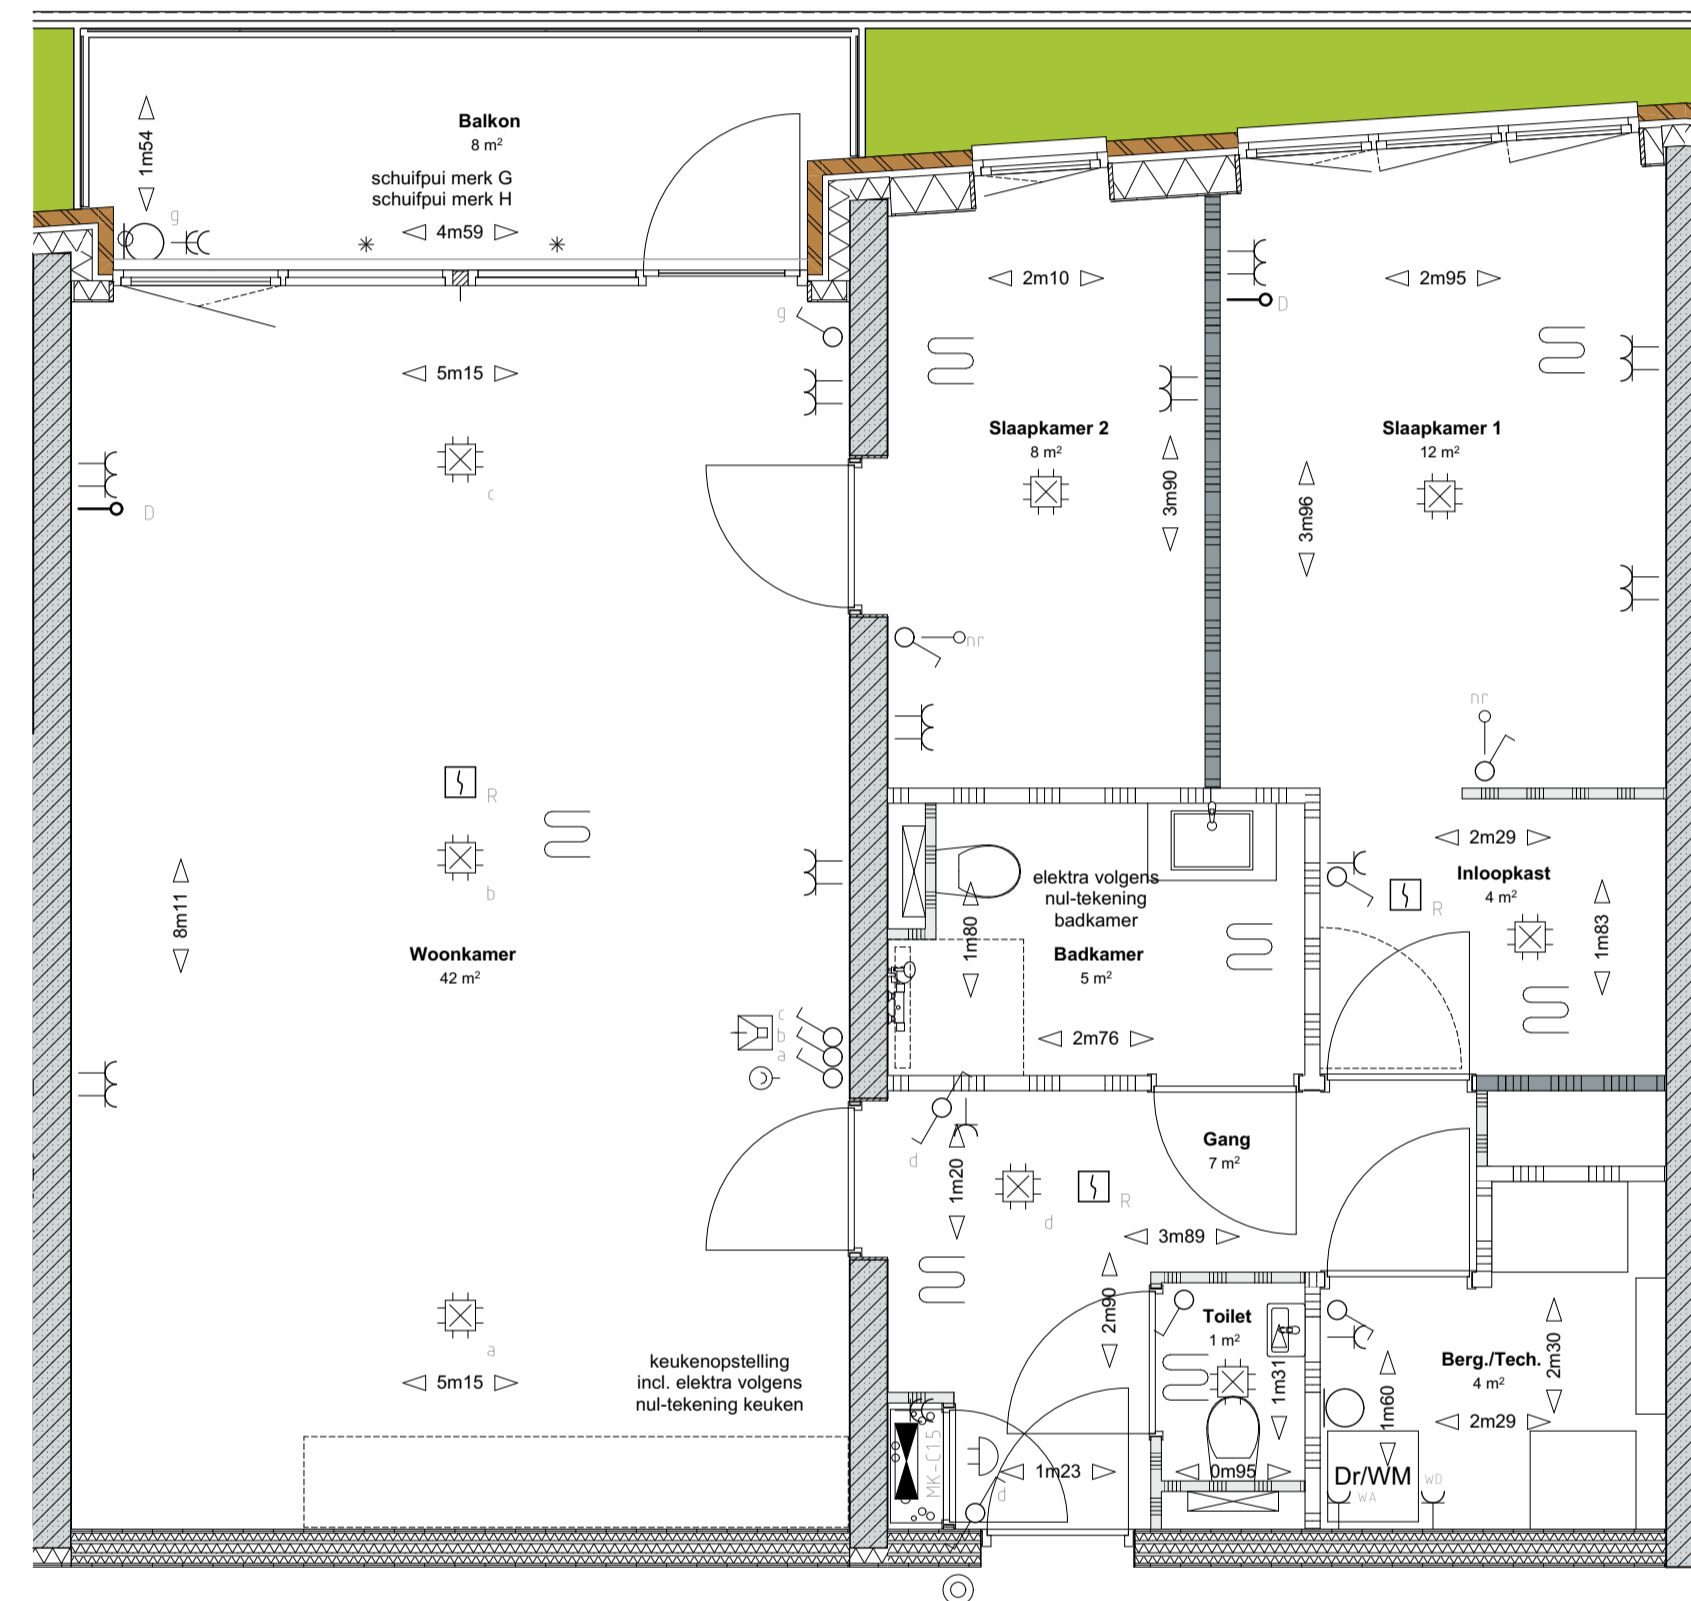 Balkon
8 m²
schuifpui merk G
schuifpui merk H
4m59
1m54
g
g
5m15
c
D
2m10
2m95
D
Slaapkamer 2
8 m²
3m90
Slaapkamer 1
12 m²
3m96
nr
nr
R
b
8m11
Woonkamer
42 m²
c
b
a
elektra volgens
nul-tekening
badkamer
1m80
Badkamer
5 m²
2m76
2m29
Inloopkast
4 m²
R
1m83
d
1m20
Gang
7 m²
R
d
3m89
2m90
a
5m15
keukenopstelling
incl. elektra volgens
nul-tekening keuken
Toilet
1 m²
1m31
0m95
Berg./Tech.
4 m²
2m30
1m60
2m29
MK-C15
1m23
d
Dr/WM
WA
WD